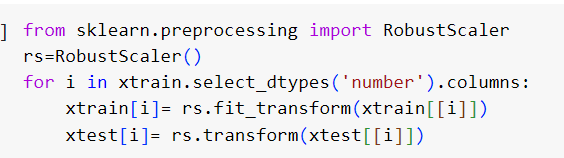 ] from sklearn.preprocessing import RobustScaler
rs=RobustScaler()
for i in xtrain.select_dtypes('number').columns:
    xtrain[i]= rs.fit_transform(xtrain[[i]])
    xtest[i]= rs.transform(xtest[[i]])